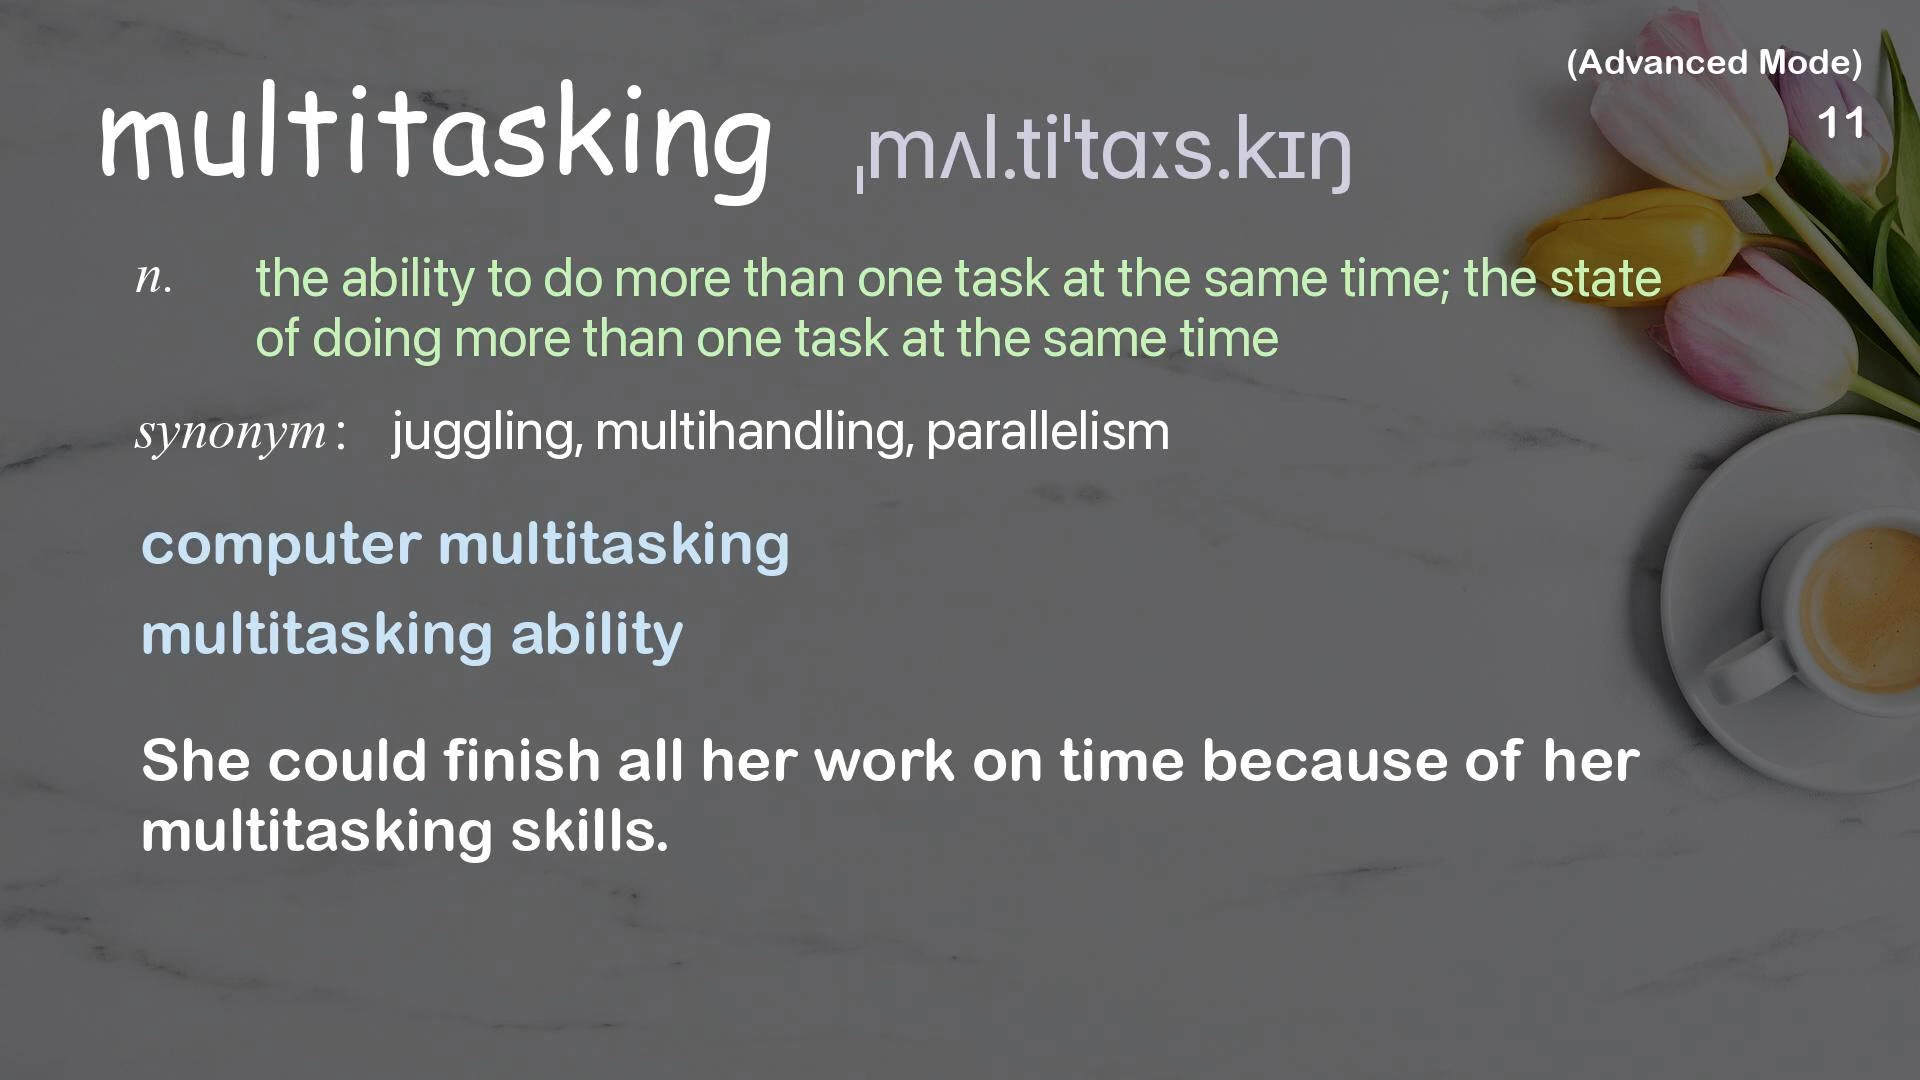 (Advanced Mode)
11
multitasking ˌmʌl.tiˈtɑːs.kɪŋ
n. the ability to do more than one task at the same time; the state
of doing more than one task at the same time
synonym: juggling, multihandling, parallelism
computer multitasking
multitasking ability
She could finish all her work on time because of her
multitasking skills.